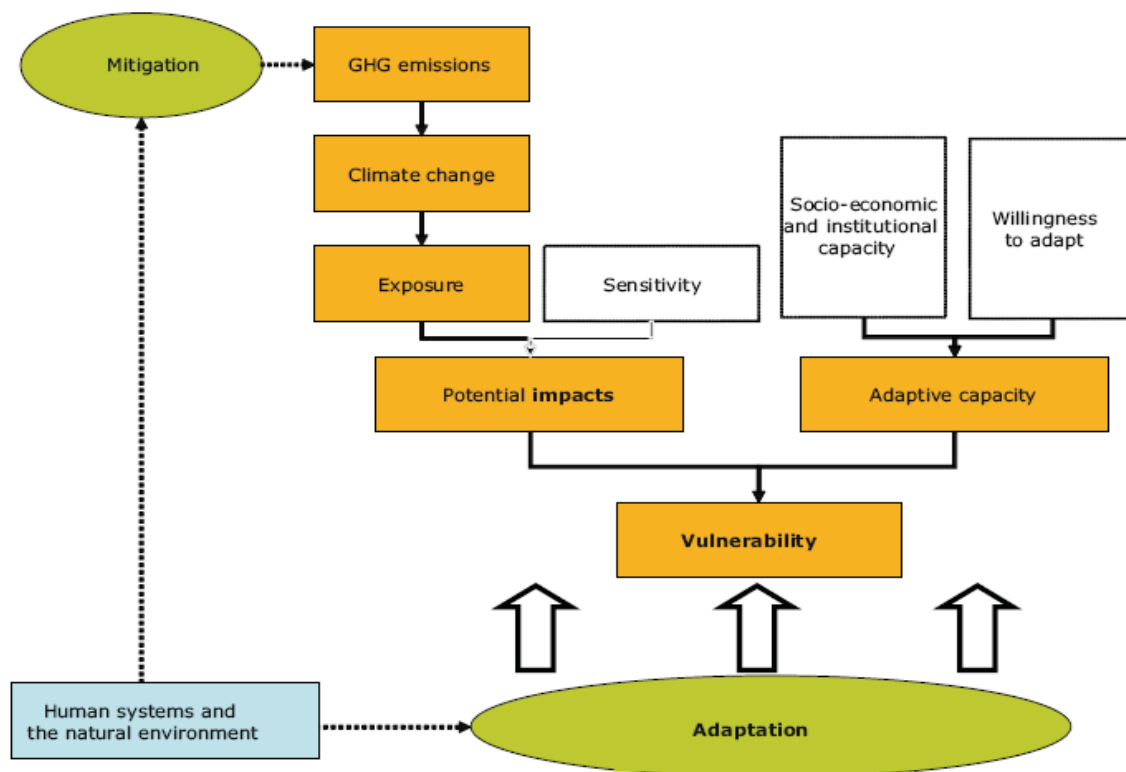 Mitigation
GHG emissions
Climate change
Exposure
Sensitivity
Socio-economic
and institutional
capacity
Willingness
to adapt
Potential impacts
Adaptive capacity
Vulnerability
Human systems and
the natural environment
Adaptation